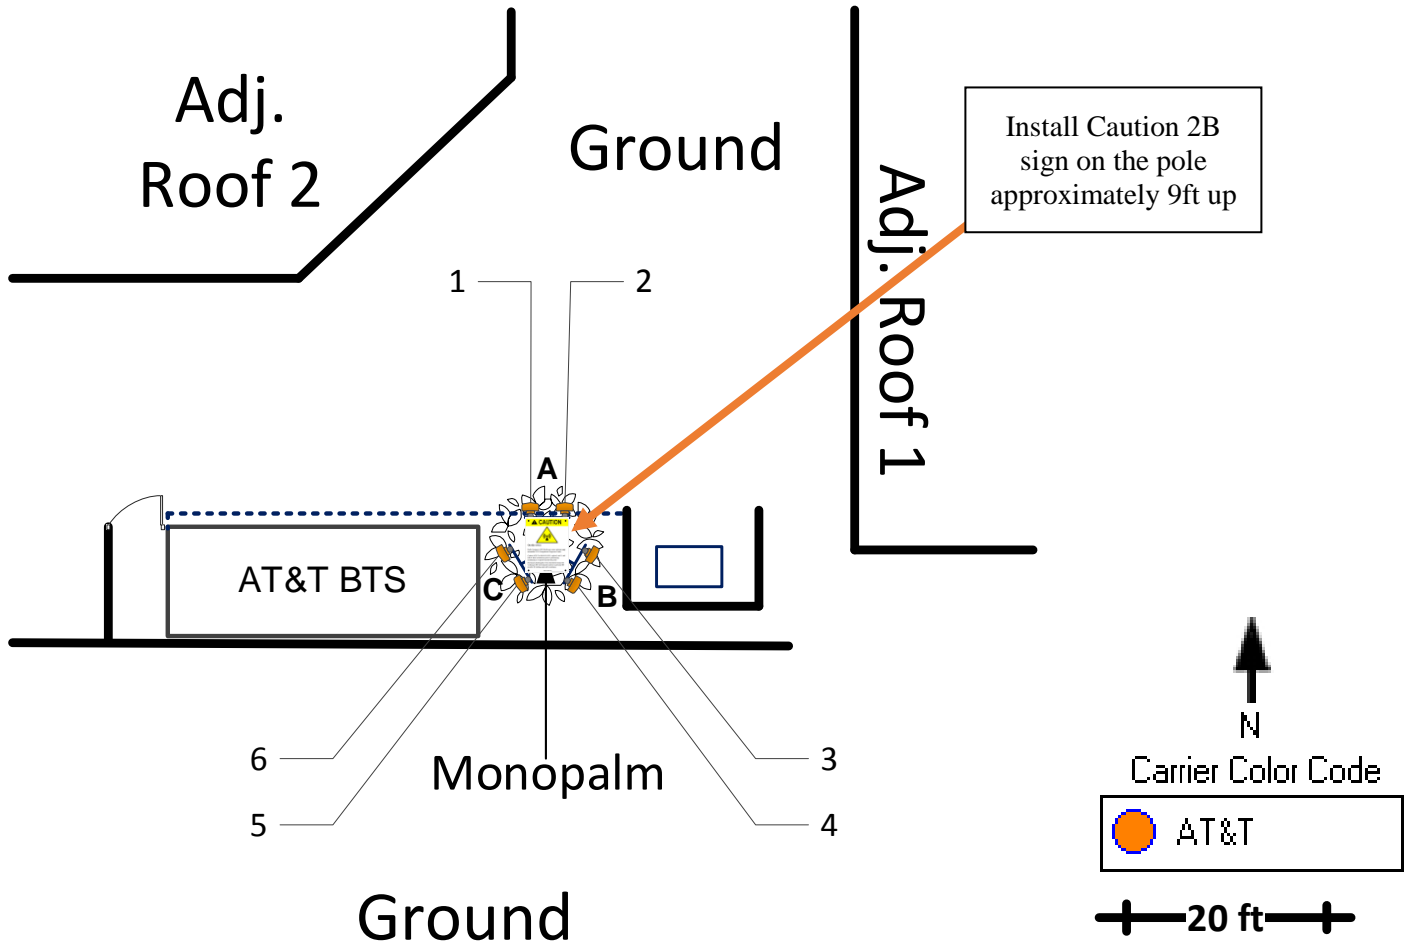 Adj.
Roof 2
Ground
Install Caution 2B
sign on the pole
approximately 9ft up
Adj. Roof 1
1
2
A
CAUTION
AT&T BTS
C
B
6
3
Monopalm
5
4
N
Carrier Color Code
AT&T
Ground
20 ft